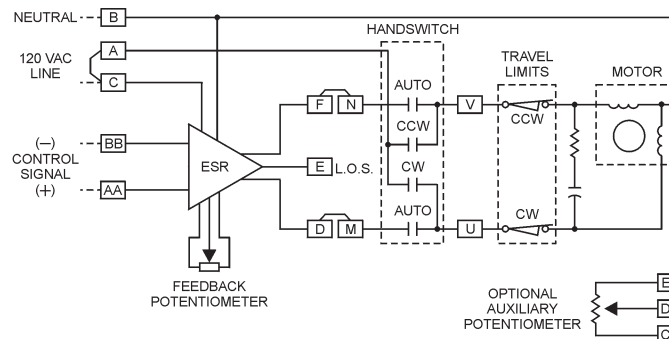 NEUTRAL
B
HANDSWITCH
A
120 VAC
LINE
C
TRAVEL
LIMITS
MOTOR
AUTO
F
N
V
CCW
CCW
(−)
CONTROL
SIGNAL
(+)
BB
AA
ESR
E
L.O.S.
CW
AUTO
D
M
U
CW
FEEDBACK
POTENTIOMETER
OPTIONAL
AUXILIARY
POTENTIOMETER